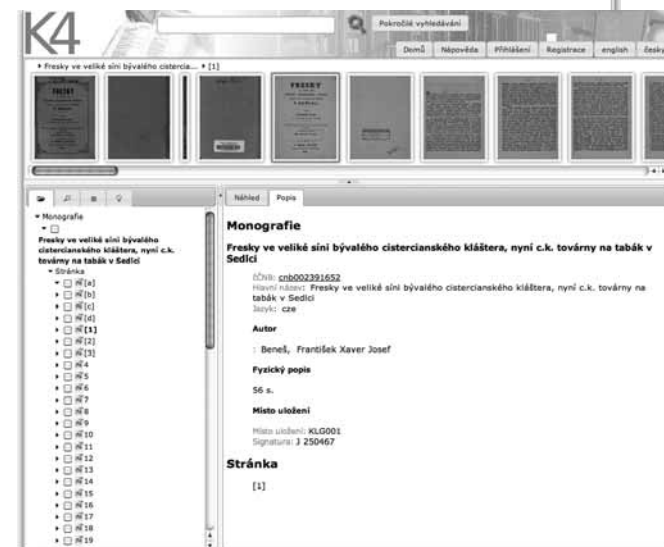 K4
Pokročilé vyhledávání
Domů Nápověda Přihlášení Registrace english česky
Fresky ve veliké síni bývalého cistercia... [1]
FRESKY
Náhled Popis
Monografie
Fresky ve veliké síni bývalého
cistercianského kláštera, nyní c.k.
továrny na tabák v Sedlci
Stránka
[a]
[b]
[c]
[d]
[1]
[2]
[3]
4
5
6
7
8
9
10
11
12
13
14
15
16
17
18
19
Monografie
Fresky ve veliké síni bývalého cistercianského kláštera, nyní c.k. továrny na tabák v
Sedlci
čČNB: cnb002391652
Hlavní název: Fresky ve veliké síni bývalého cistercianského kláštera, nyní c.k. továrny na
tabák v Sedlci
Jazyk: cze
Autor
: Beneš, František Xaver Josef
Fyzický popis
56 s.
Místo uložení
Místo uložení: KLG001
Signatura: J 250467
Stránka
[1]